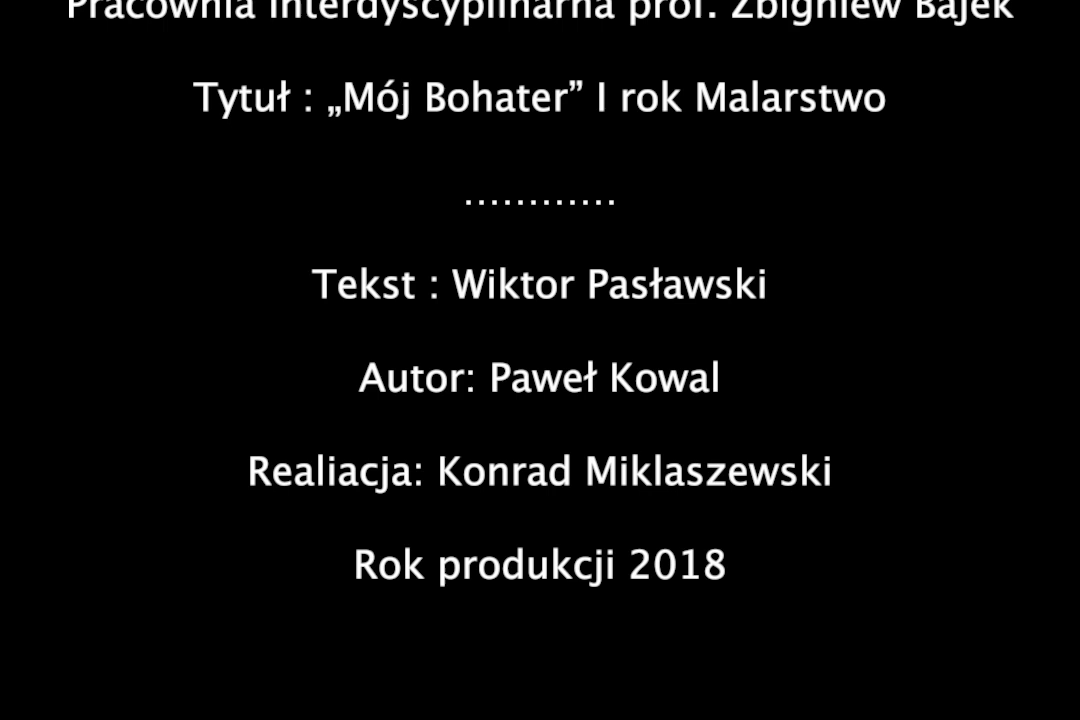 Pracownia Interdyscyplinarna prof. Zbigniew Bajek
Tytuł : „Mój Bohater” I rok Malarstwo
............
Tekst : Wiktor Pasławski
Autor: Paweł Kowal
Realiacja: Konrad Miklaszewski
Rok produkcji 2018